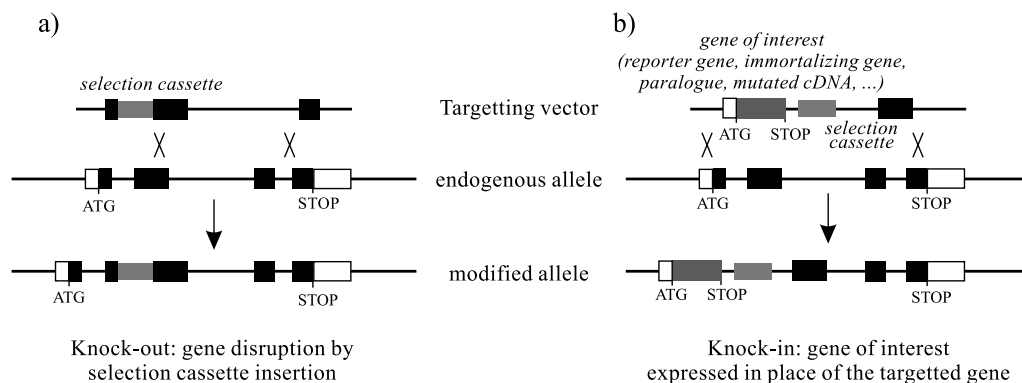 a)
b)
selection cassette
gene of interest
(reporter gene, immortalizing gene,
paralogue, mutated cDNA, ...)
Targetting vector
ATG
STOP
selection
cassette
endogenous allele
ATG
STOP
ATG
STOP
modified allele
ATG
STOP
ATG
STOP
STOP
Knock-out: gene disruption by
selection cassette insertion
Knock-in: gene of interest
expressed in place of the targetted gene